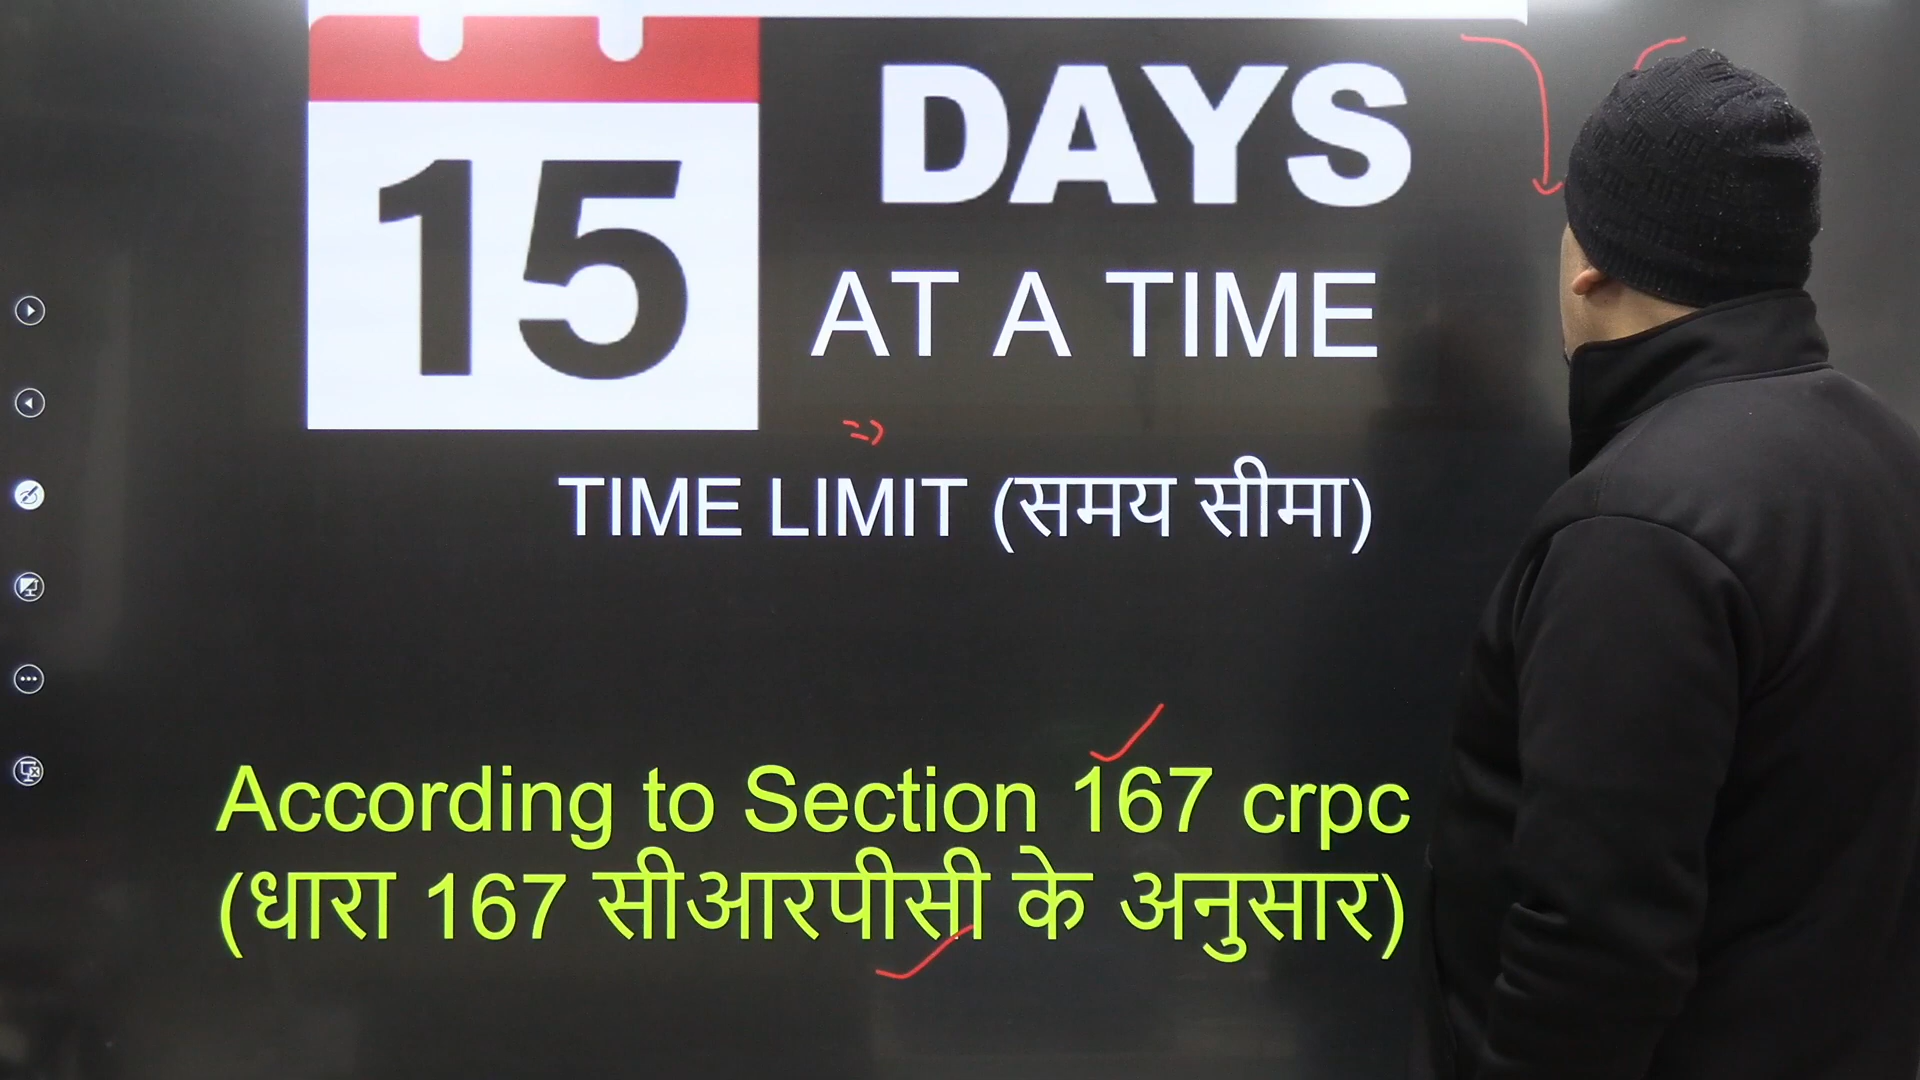 15
DAYS
AT A TIME
TIME LIMIT (समय सीमा)
According to Section 167 crpc
(धारा 167 सीआरपीसी के अनुसार)